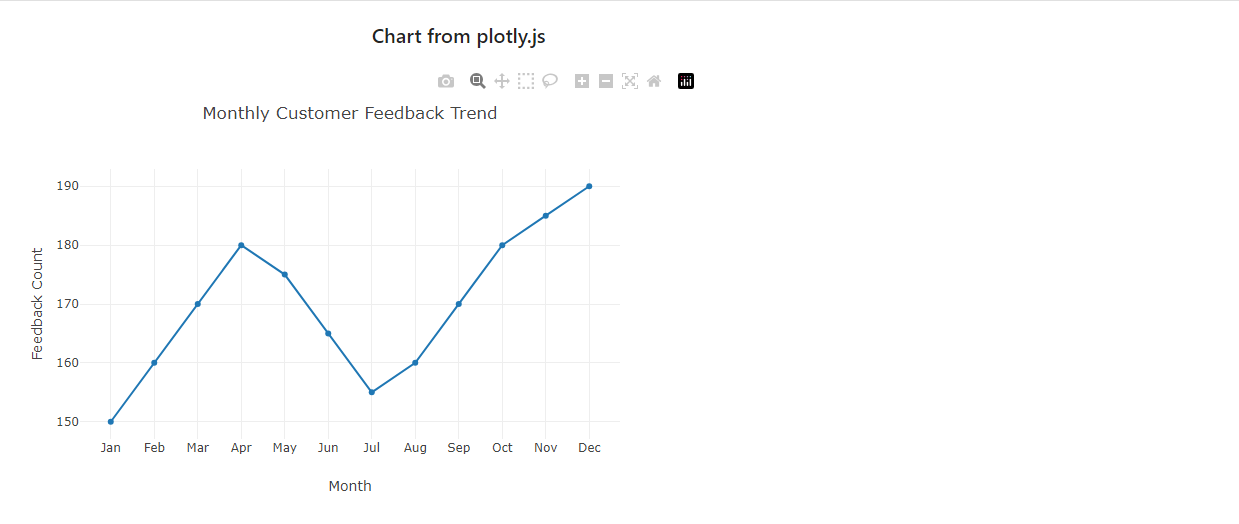 Chart from plotly.js
Monthly Customer Feedback Trend
190
180
170
160
150
Feedback Count
Jan Feb Mar Apr May Jun Jul Aug Sep Oct Nov Dec
Month